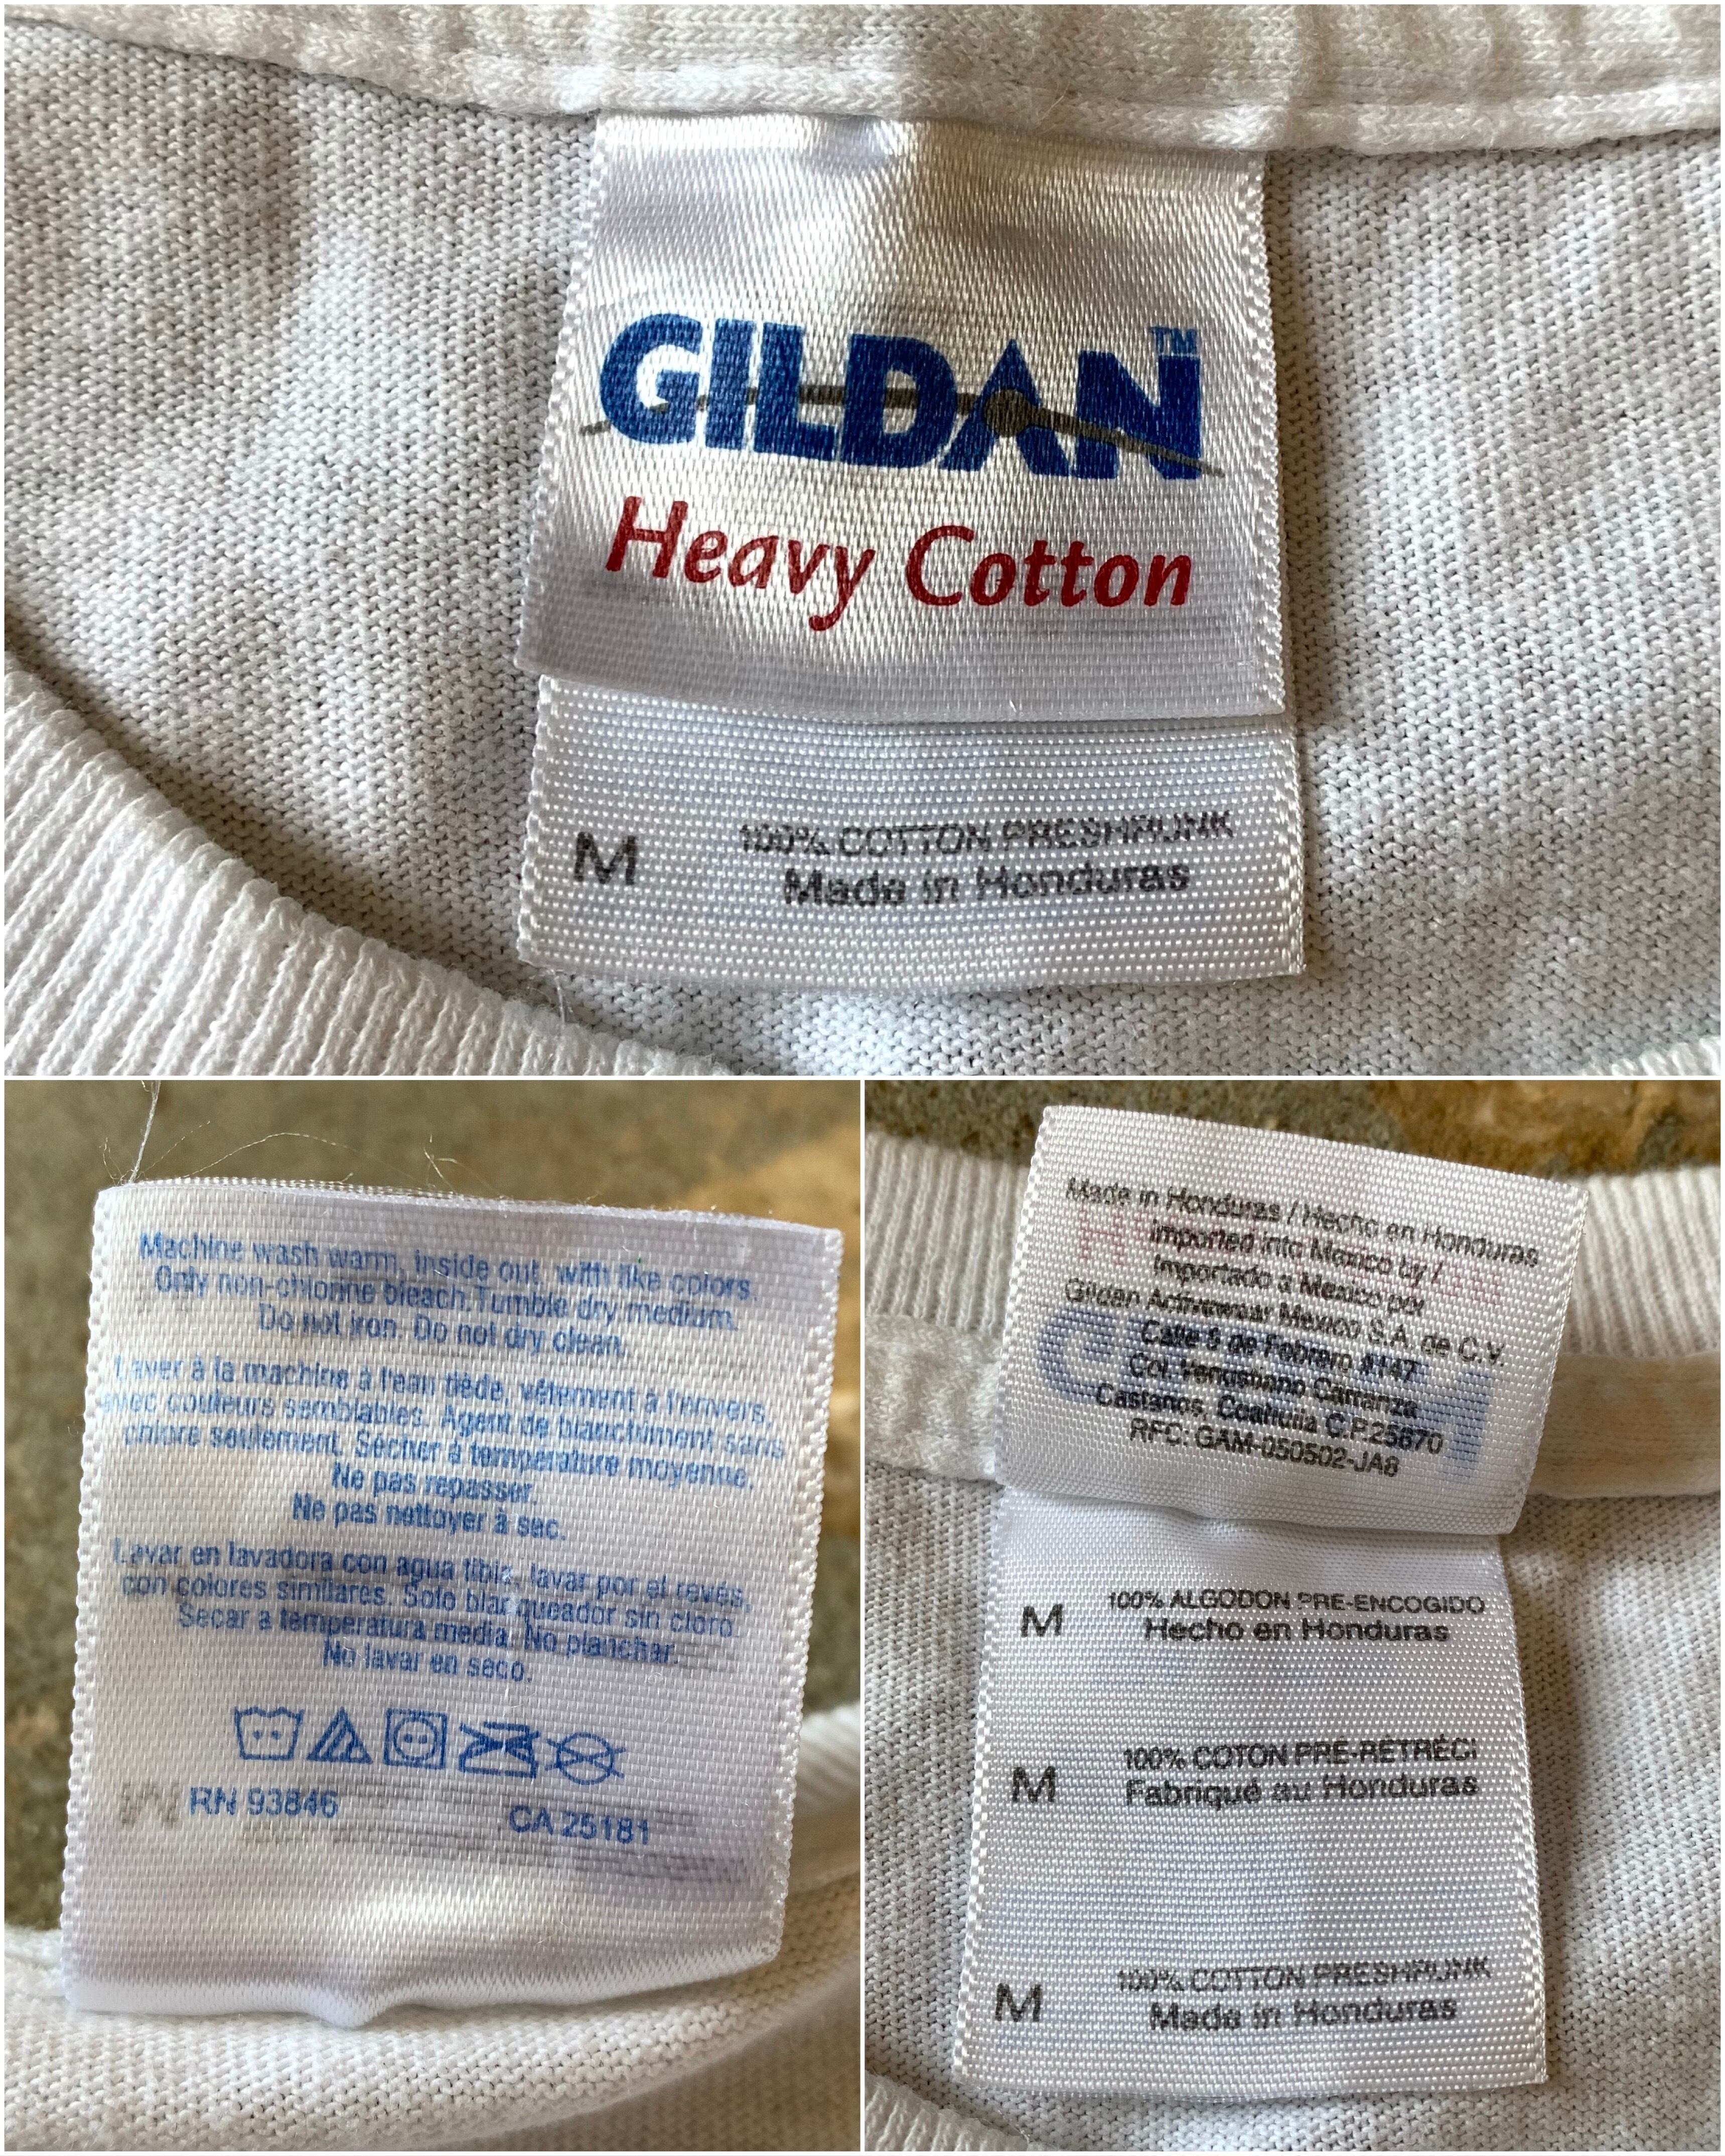 GILDAN™
Heavy Cotton
M 100% COTTON PRESHRUNK
Made in Honduras
Machine wash warm, inside out, with like colors.
Only non-chlorine bleach. Tumble dry medium.
Do not iron. Do not dry clean.
Laver à la machine à l'eau tiède, vêtement à l'envers,
avec couleurs semblables. Agent de blanchiment sans
chlore seulement. Sécher à température moyenne.
Ne pas repasser.
Ne pas nettoyer à sec.
Lavar en lavadora con agua tibia, lavar por el revés,
con colores similares. Solo blanqueador sin cloro.
Secar a temperatura media. No planchar.
No lavar en seco.
RN 93846 CA 25181
Made in Honduras / Hecho en Honduras
imported into Mexico by /
Importado a Mexico por
Gildan Activewear Mexico S.A. de C.V.
Calle 5 de Febrero #147
Col. Venustiano Carranza
Castanos, Coahuila C.P.25870
RFC: GAM-050502-JA8
M 100% ALGODON PRE-ENCOGIDO
Hecho en Honduras
M 100% COTON PRE-RÉTRÉCI
Fabriqué au Honduras
M 100% COTTON PRESHRUNK
Made in Honduras